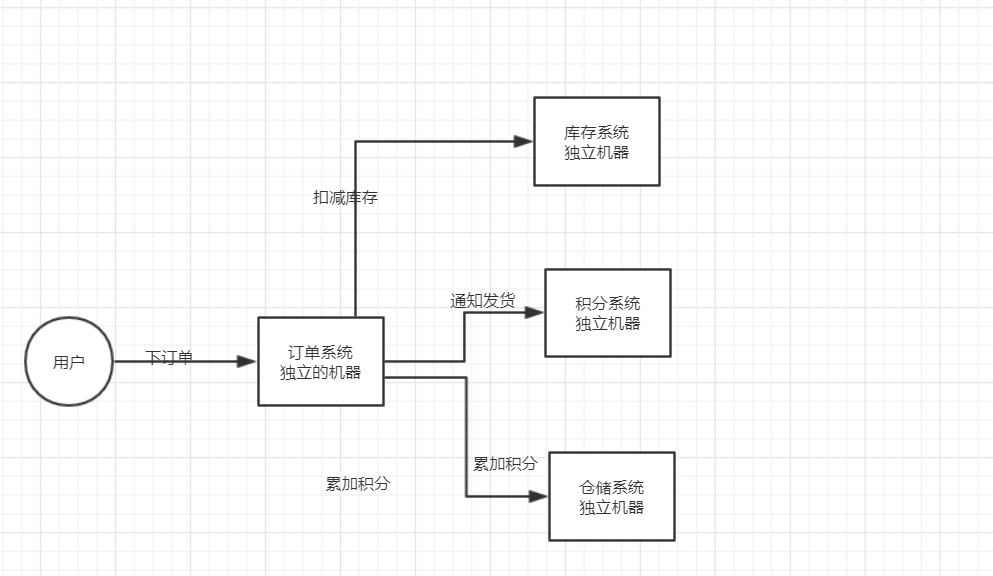 库存系统
独立机器
扣减库存
通知发货
积分系统
独立机器
用户
下订单
订单系统
独立的机器
累加积分
累加积分
仓储系统
独立机器